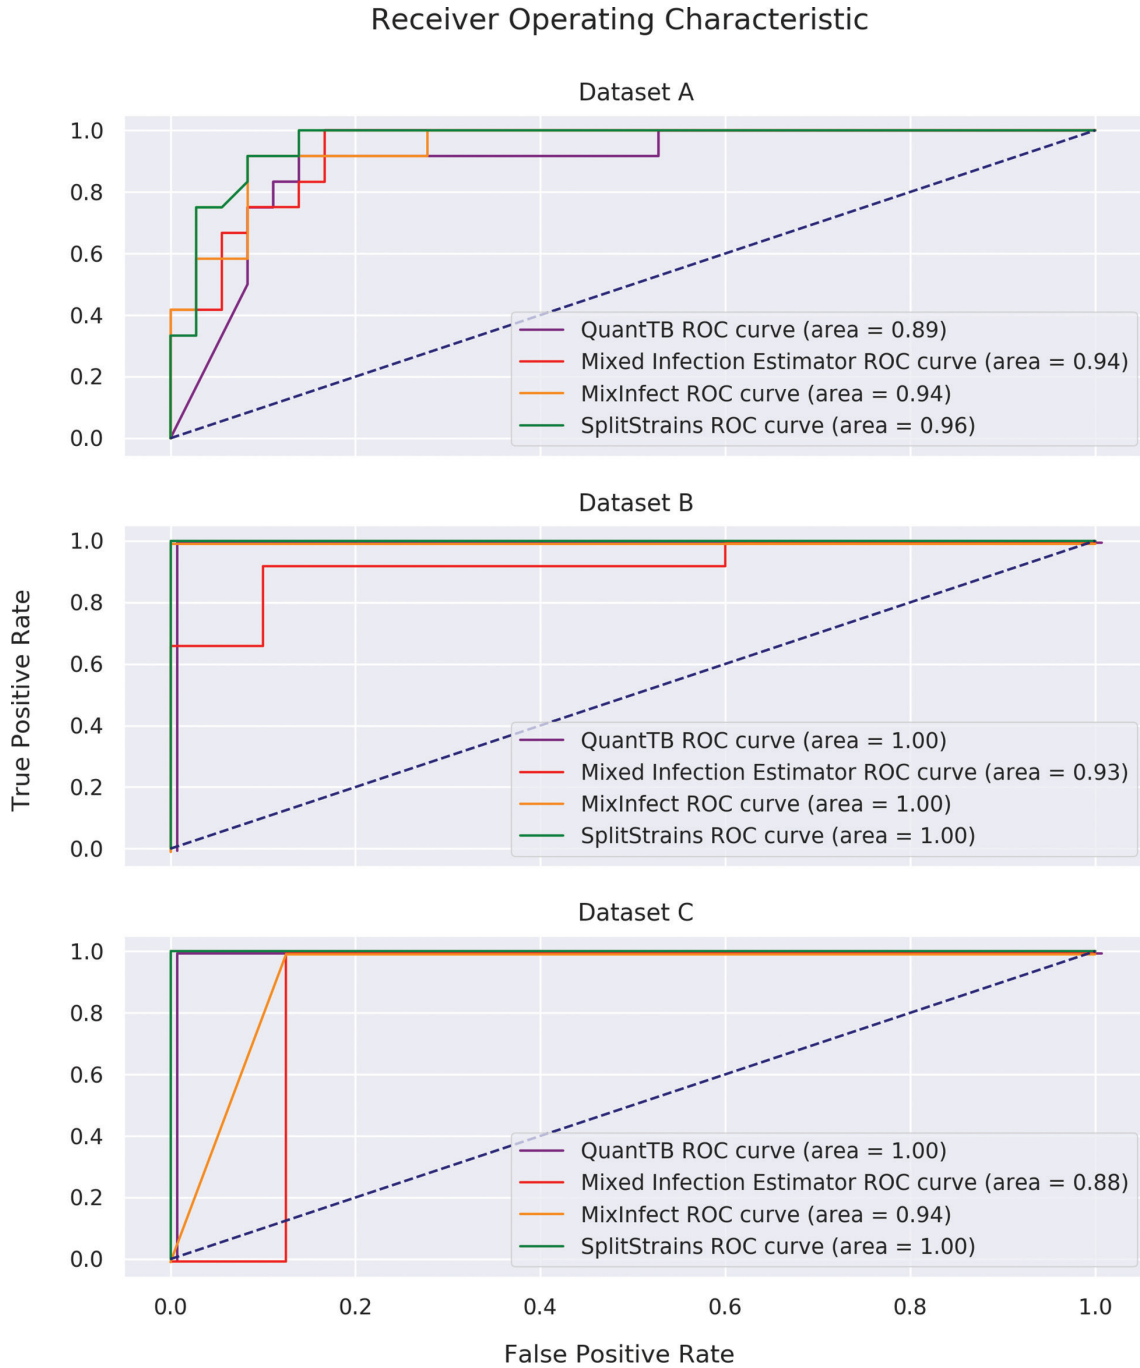 Receiver Operating Characteristic
Dataset A
1.0
0.8
0.6
0.4
0.2
0.0
QuantTB ROC curve (area = 0.89)
Mixed Infection Estimator ROC curve (area = 0.94)
MixInfect ROC curve (area = 0.94)
SplitStrains ROC curve (area = 0.96)
Dataset B
True Positive Rate
1.0
0.8
0.6
0.4
0.2
0.0
QuantTB ROC curve (area = 1.00)
Mixed Infection Estimator ROC curve (area = 0.93)
MixInfect ROC curve (area = 1.00)
SplitStrains ROC curve (area = 1.00)
Dataset C
1.0
0.8
0.6
0.4
0.2
0.0
QuantTB ROC curve (area = 1.00)
Mixed Infection Estimator ROC curve (area = 0.88)
MixInfect ROC curve (area = 0.94)
SplitStrains ROC curve (area = 1.00)
0.0 0.2 0.4 0.6 0.8 1.0
False Positive Rate